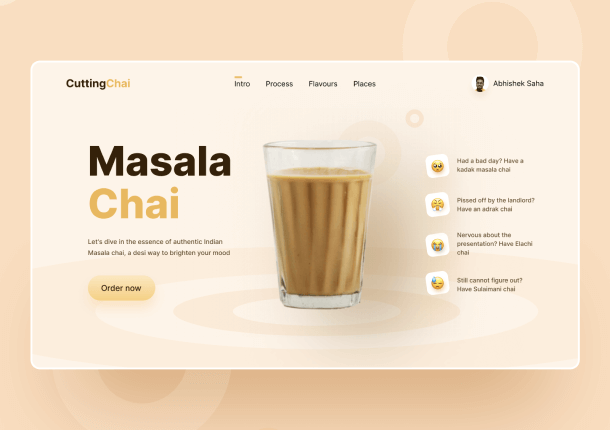 CuttingChai
Intro
Process
Flavours
Places
Abhishek Saha
Masala
Chai
Let's dive in the essence of authentic Indian
Masala chai, a desi way to brighten your mood
Order now
Had a bad day? Have a
kadak masala chai
Pissed off by the landlord?
Have an adrak chai
Nervous about the
presentation? Have Elachi
chai
Still cannot figure out?
Have Sulaimani chai